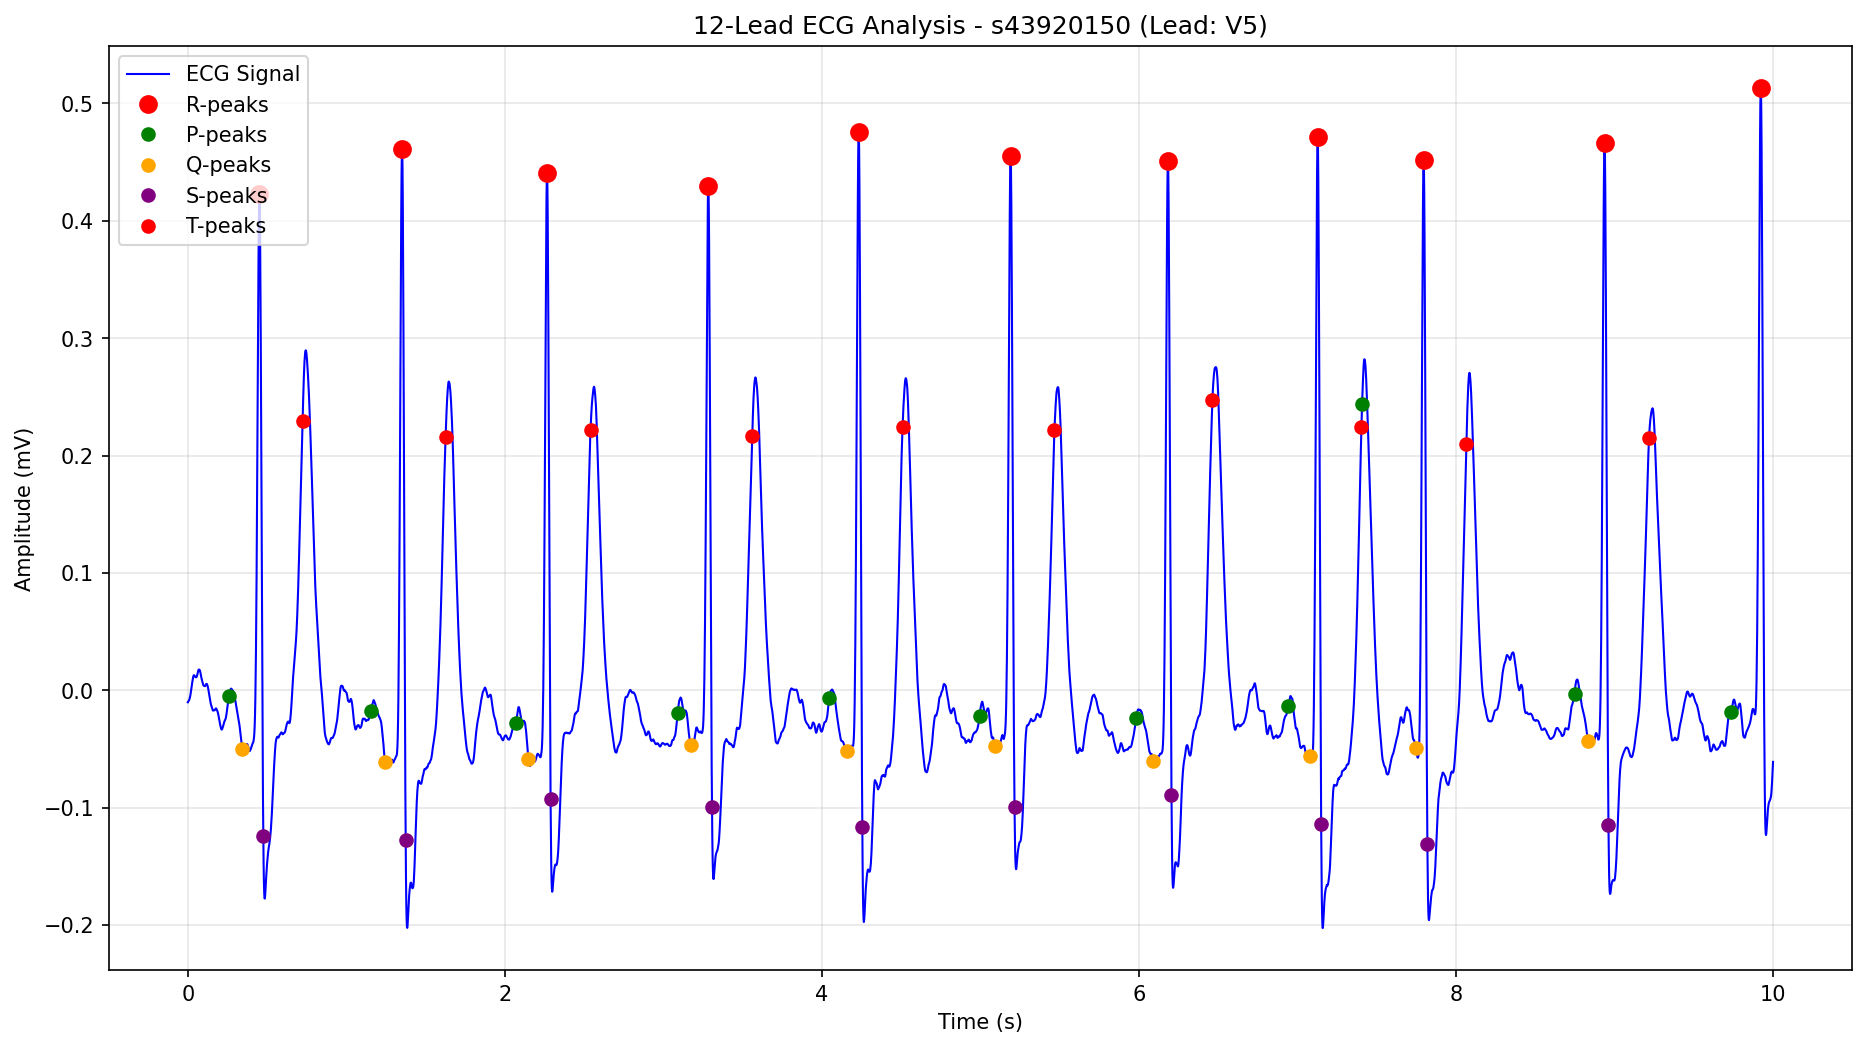 12-Lead ECG Analysis - s43920150 (Lead: V5)
ECG Signal
R-peaks
P-peaks
Q-peaks
S-peaks
T-peaks
0.5
0.4
0.3
0.2
0.1
0.0
−0.1
−0.2
Amplitude (mV)
0 2 4 6 8 10
Time (s)